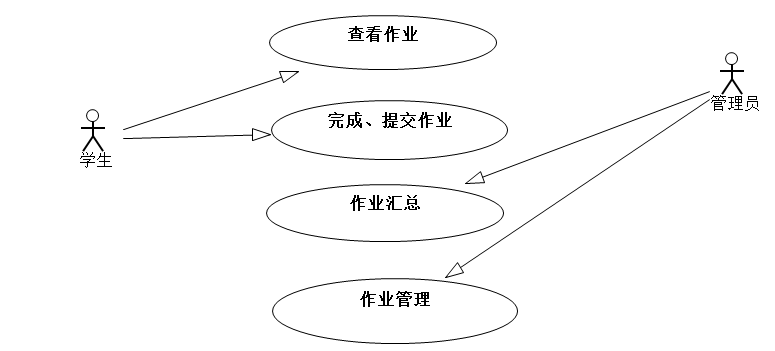 查看作业
管理员
完成、提交作业
学生
作业汇总
作业管理